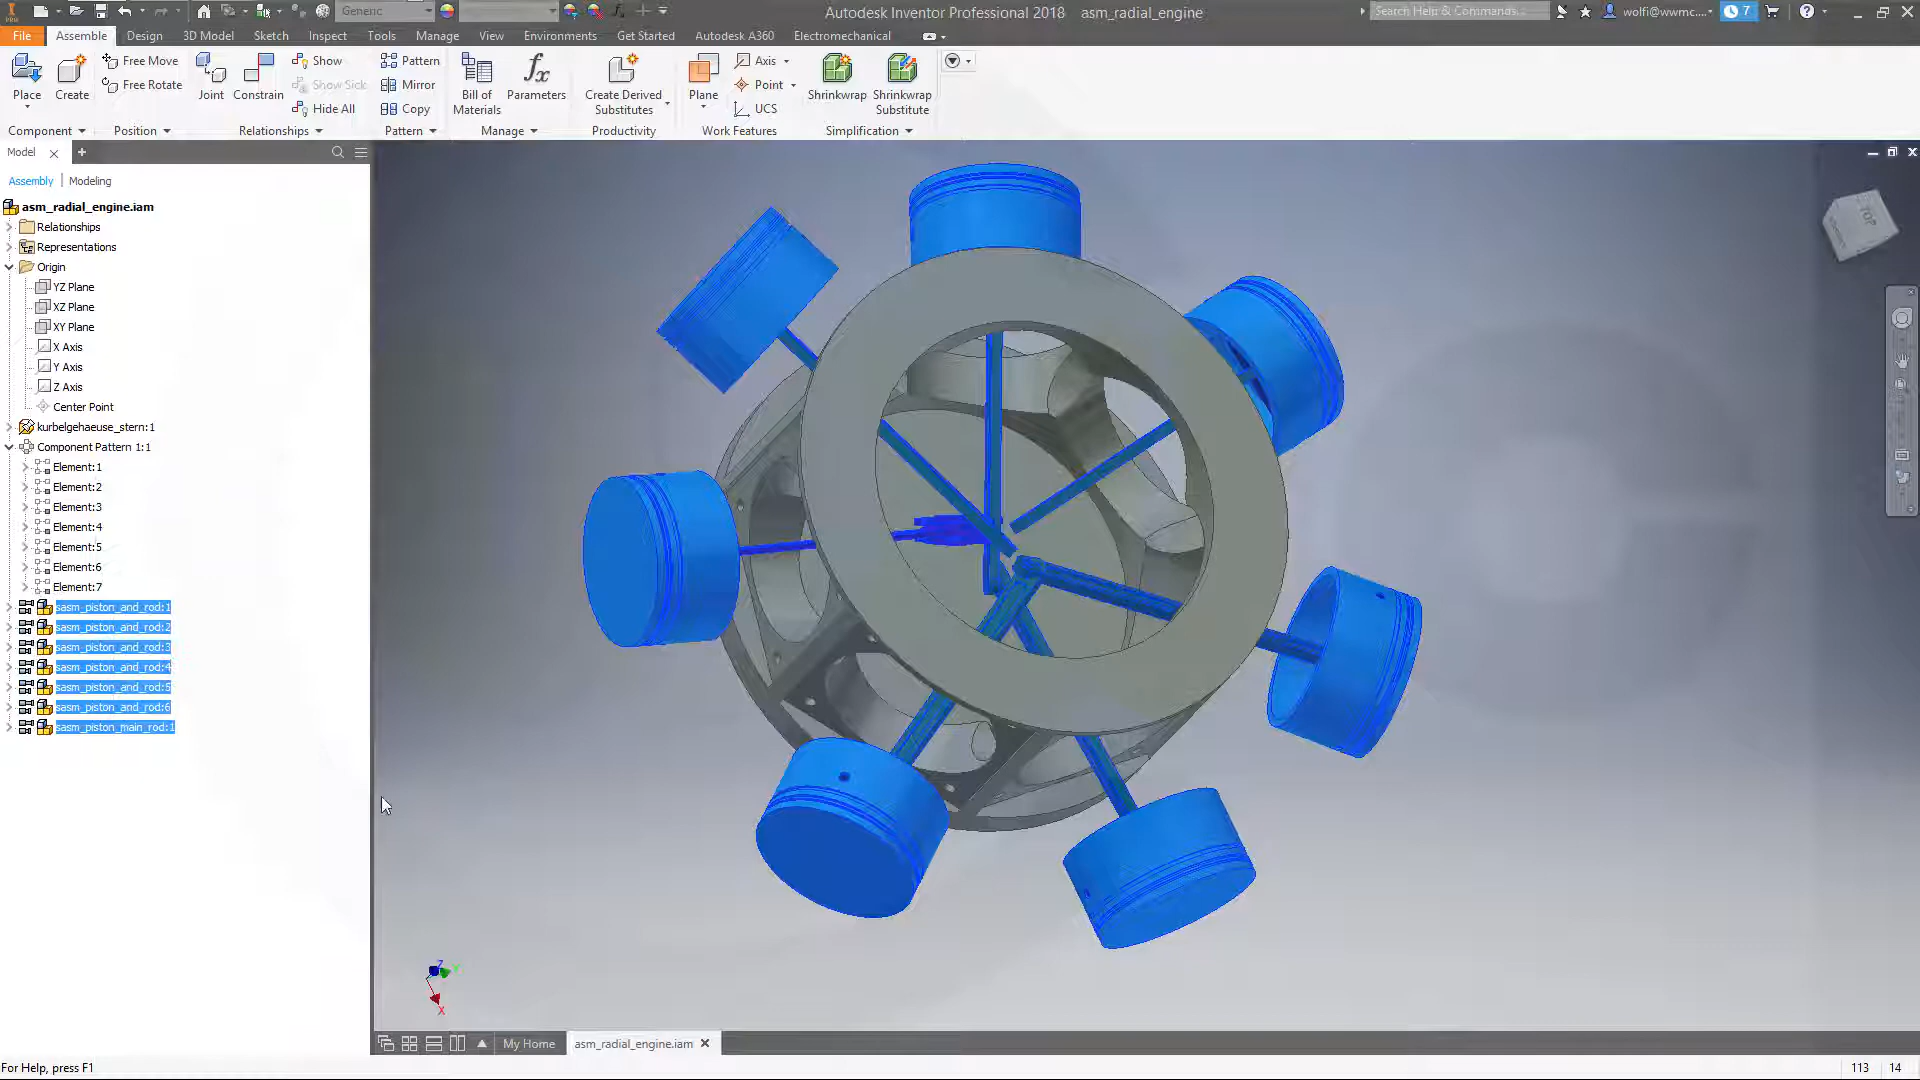 Generic
Autodesk Inventor Professional 2018 asm_radial_engine
Search Help & Commands...
wolfi@wwmc...
7
File Assemble Design 3D Model Sketch Inspect Tools Manage View Environments Get Started Autodesk A360 Electromechanical
Place
Create
Free Move
Free Rotate
Joint
Constrain
Show
Show Sick
Hide All
Pattern
Mirror
Copy
Bill of
Materials
fx
Parameters
Create Derived
Substitutes
Plane
Axis
Point
UCS
Shrinkwrap
Shrinkwrap
Substitute
Component Position Relationships Pattern Manage Productivity Work Features Simplification
Model
Assembly Modeling
asm_radial_engine.iam
Relationships
Representations
Origin
YZ Plane
XZ Plane
XY Plane
X Axis
Y Axis
Z Axis
Center Point
kurbelgehaeuse_stern:1
Component Pattern 1:1
Element:1
Element:2
Element:3
Element:4
Element:5
Element:6
Element:7
sasm_piston_and_rod:1
sasm_piston_and_rod:2
sasm_piston_and_rod:3
sasm_piston_and_rod:4
sasm_piston_and_rod:5
sasm_piston_and_rod:6
sasm_piston_main_rod:1
TOP
Z
Y
X
My Home asm_radial_engine.iam
For Help, press F1
113 14